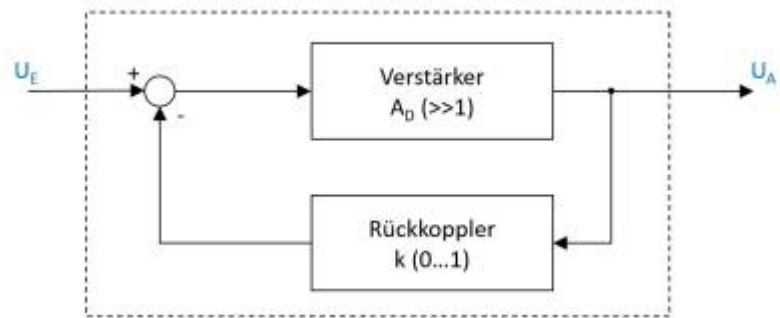 U_E
+
-
Verstärker
A_D (>>1)
U_A
Rückkoppler
k (0...1)